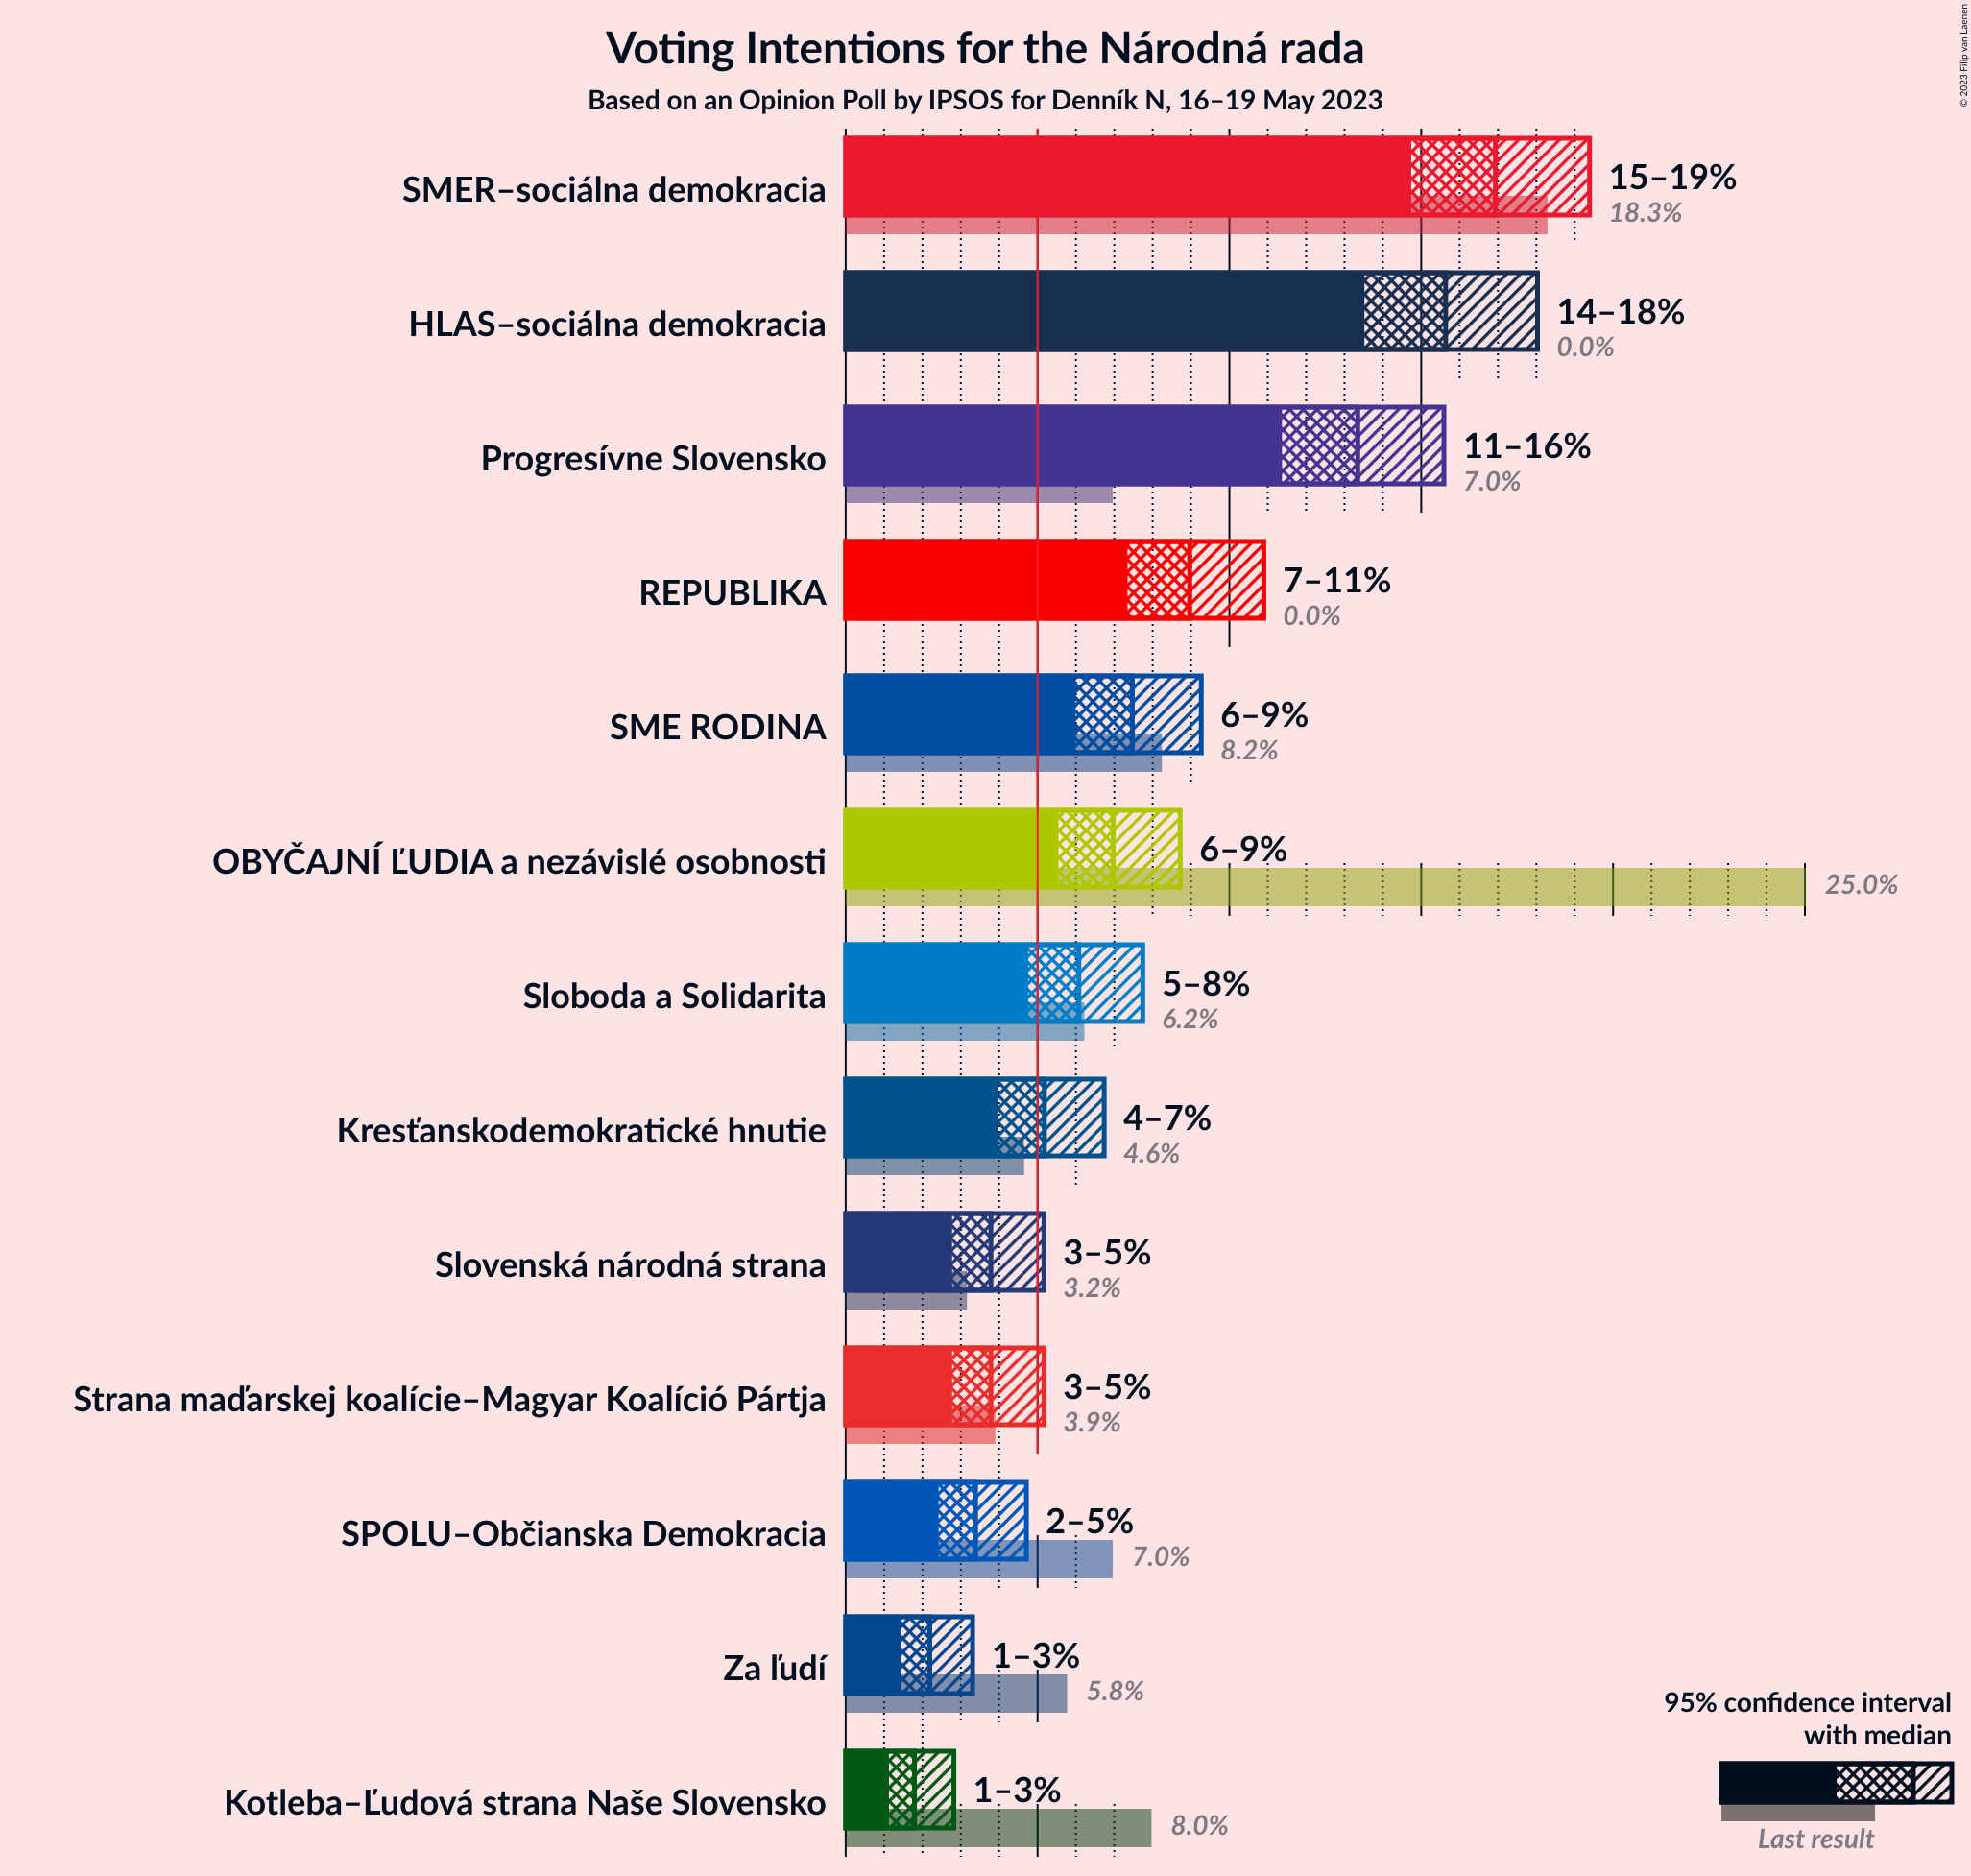 Voting Intentions for the Národná rada
Based on an Opinion Poll by IPSOS for Denník N, 16–19 May 2023
© 2023 Filip van Laenen
SMER–sociálna demokracia
15–19%
18.3%
HLAS–sociálna demokracia
14–18%
0.0%
Progresívne Slovensko
11–16%
7.0%
REPUBLIKA
7–11%
0.0%
SME RODINA
6–9%
8.2%
OBYČAJNÍ ĽUDIA a nezávislé osobnosti
6–9%
25.0%
Sloboda a Solidarita
5–8%
6.2%
Kresťanskodemokratické hnutie
4–7%
4.6%
Slovenská národná strana
3–5%
3.2%
Strana maďarskej koalície–Magyar Koalíció Pártja
3–5%
3.9%
SPOLU–Občianska Demokracia
2–5%
7.0%
Za ľudí
1–3%
5.8%
Kotleba–Ľudová strana Naše Slovensko
1–3%
8.0%
95% confidence interval
with median
Last result